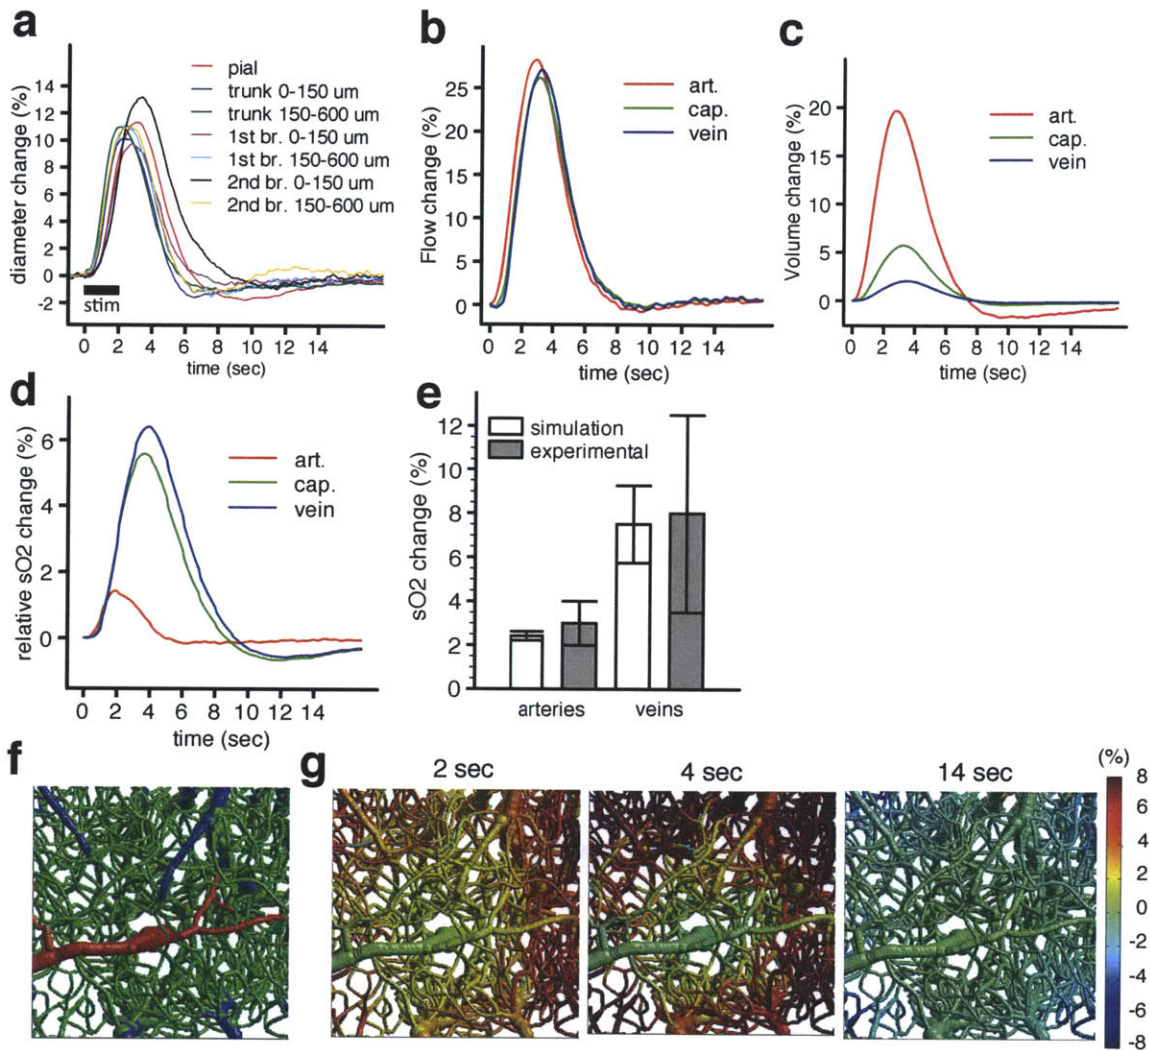 a
diameter change (%)
14
12
10
8
6
4
2
0
-2
pial
trunk 0-150 um
trunk 150-600 um
1st br. 0-150 um
1st br. 150-600 um
2nd br. 0-150 um
2nd br. 150-600 um
stim
0 2 4 6 8 10 12 14
time (sec)
b
Flow change (%)
25
20
15
10
5
0
art.
cap.
vein
0 2 4 6 8 10 12 14
time (sec)
c
Volume change (%)
20
15
10
5
0
art.
cap.
vein
0 2 4 6 8 10 12 14
time (sec)
d
relative sO2 change (%)
6
4
2
0
art.
cap.
vein
0 2 4 6 8 10 12 14
time (sec)
e
sO2 change (%)
12
10
8
6
4
2
0
simulation
experimental
arteries veins
f
g
2 sec 4 sec 14 sec
(%)
8
6
4
2
0
-2
-4
-6
-8